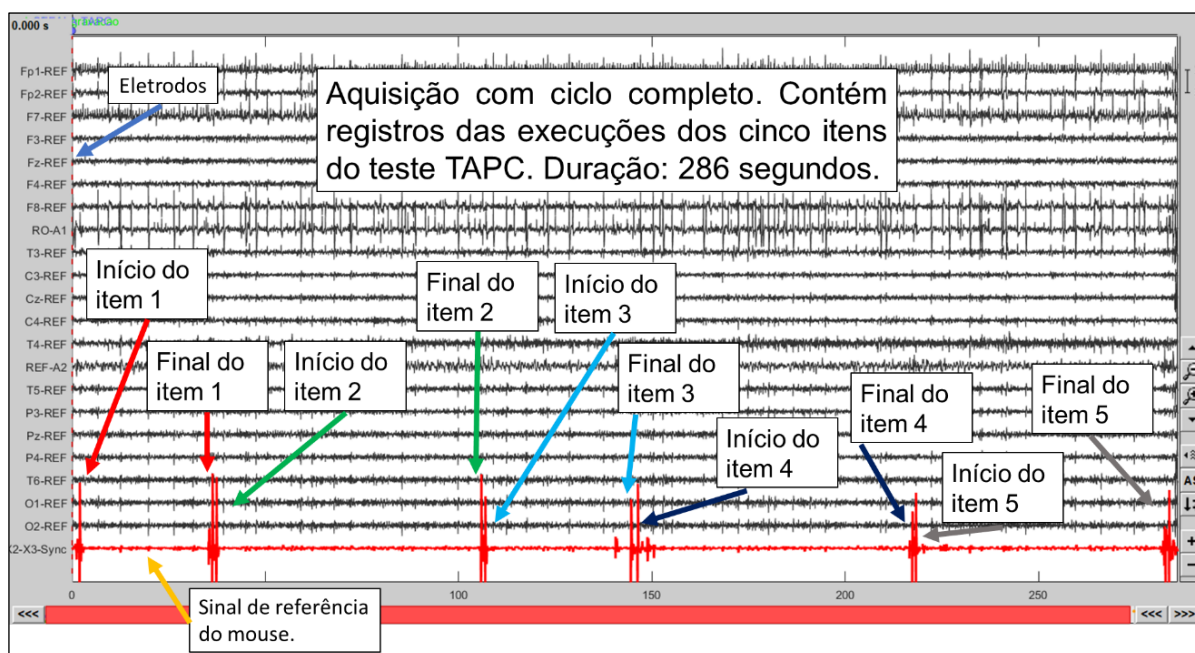 0.000 s
TAPC
Fp1-REF
Eletrodos
Fp2-REF
F7-REF
F3-REF
Fz-REF
F4-REF
F8-REF
RO-A1
T3-REF
C3-REF
Cz-REF
C4-REF
T4-REF
REF-A2
T5-REF
P3-REF
Pz-REF
P4-REF
T6-REF
O1-REF
O2-REF
X2-X3-Sync
Aquisição com ciclo completo. Contém
registros das execuções dos cinco itens
do teste TAPC. Duração: 286 segundos.
Início do
item 1
Final do
item 1
Início do
item 2
Final do
item 2
Início do
item 3
Final do
item 3
Início do
item 4
Final do
item 4
Início do
item 5
Final do
item 5
0
100
150
200
250
<<<
<<<
>>>
Sinal de referência
do mouse.